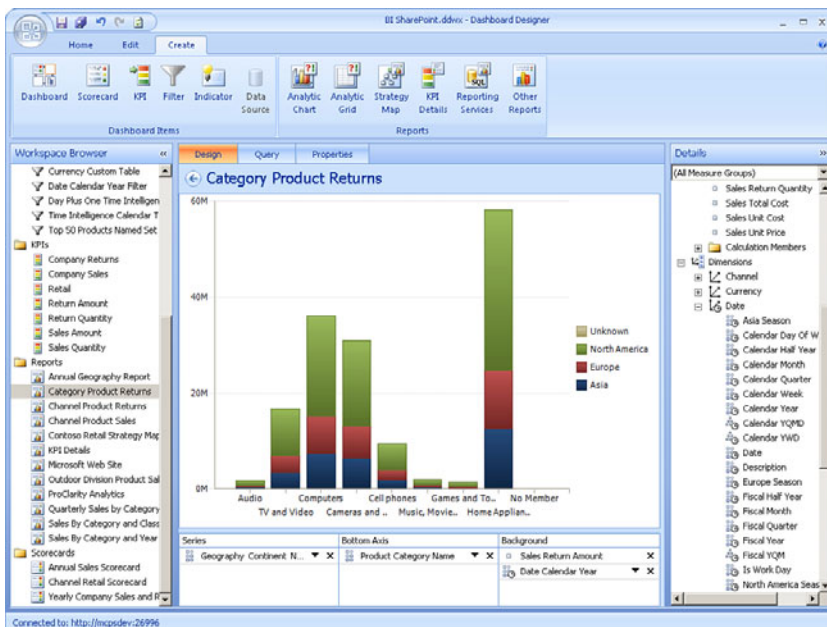 BI SharePoint.ddwx - Dashboard Designer
Home Edit Create
Dashboard Scorecard KPI Filter Indicator Data Source Analytic Chart Analytic Grid Strategy Map KPI Details Reporting Services Other Reports
Dashboard Items Reports
Workspace Browser
Currency Custom Table
Date Calendar Year Filter
Day Plus One Time Intelligen
Time Intelligence Calendar T
Top 50 Products Named Set
KPIs
Company Returns
Company Sales
Retail
Return Amount
Return Quantity
Sales Amount
Sales Quantity
Reports
Annual Geography Report
Category Product Returns
Channel Product Returns
Channel Product Sales
Contoso Retail Strategy Map
KPI Details
Microsoft Web Site
Outdoor Division Product Sal
ProClarity Analytics
Quarterly Sales by Category
Sales By Category and Class
Sales By Category and Year
Scorecards
Annual Sales Scorecard
Channel Retail Scorecard
Yearly Company Sales and R
Design Query Properties
Category Product Returns
60M
40M
20M
0M
Unknown
North America
Europe
Asia
Audio Computers Cell phones Games and To... No Member
TV and Video Cameras and .. Music, Movie.. Home Applian..
Series Bottom Axis Background
Geography Continent N... Product Category Name Sales Return Amount
Date Calendar Year
Details
(All Measure Groups)
Sales Return Quantity
Sales Total Cost
Sales Unit Cost
Sales Unit Price
Calculation Members
Dimensions
Channel
Currency
Date
Asia Season
Calendar Day Of W
Calendar Half Year
Calendar Month
Calendar Quarter
Calendar Week
Calendar Year
Calendar YQMD
Calendar YWD
Date
Description
Europe Season
Fiscal Half Year
Fiscal Month
Fiscal Quarter
Fiscal Year
Fiscal YQM
Is Work Day
North America Seas
Connected to: http://mcpsdev:26996